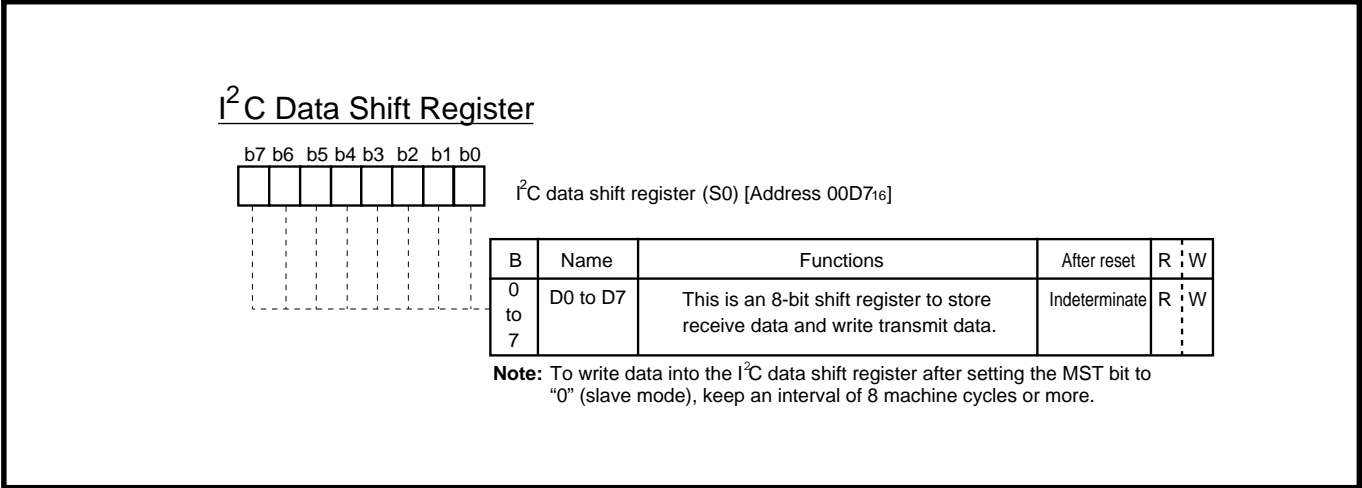 I²C Data Shift Register
b7 b6 b5 b4 b3 b2 b1 b0
I²C data shift register (S0) [Address 00D7₁₆]
B Name Functions After reset R W
0 to 7 D0 to D7 This is an 8-bit shift register to store Indeterminate R W
receive data and write transmit data.
Note: To write data into the I²C data shift register after setting the MST bit to
“0” (slave mode), keep an interval of 8 machine cycles or more.